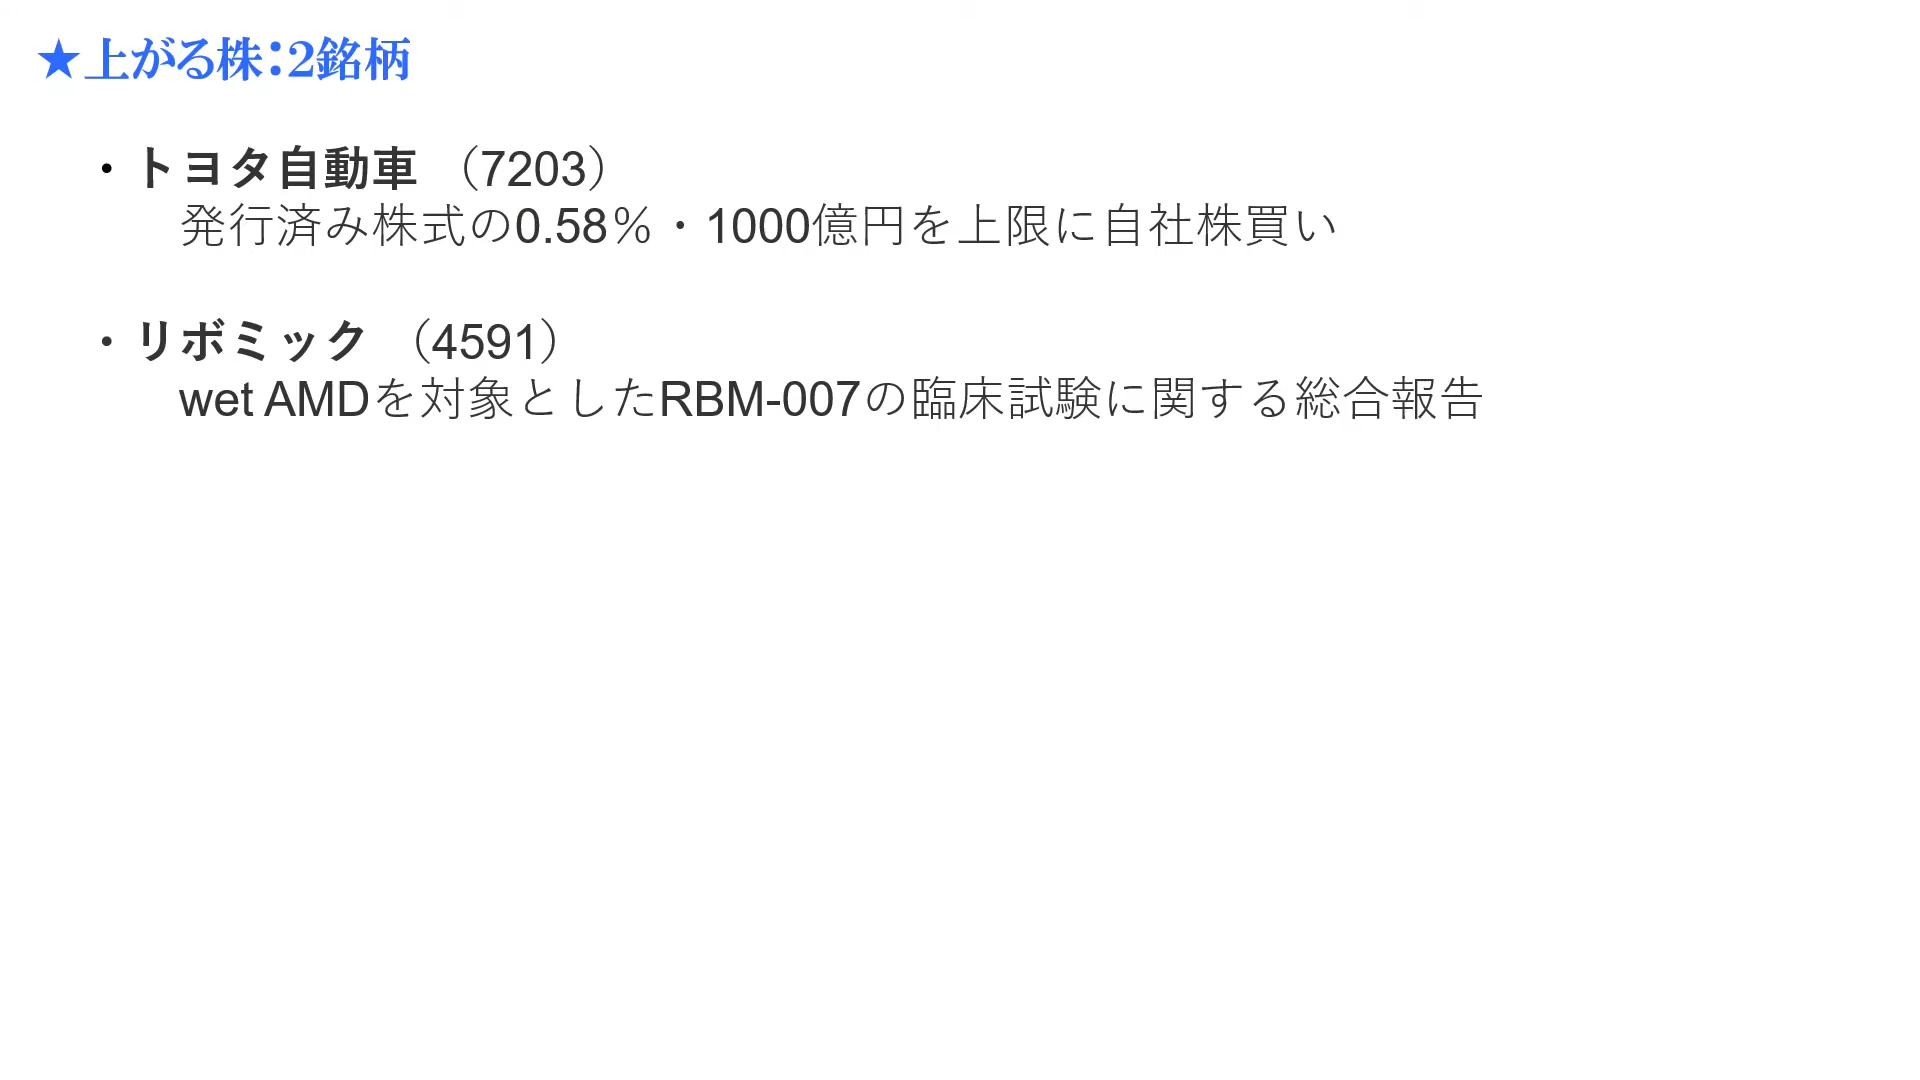 ★上がる株：2銘柄
・トヨタ自動車 （7203）
発行済み株式の0.58％・1000億円を上限に自社株買い
・リボミック （4591）
wet AMDを対象としたRBM-007の臨床試験に関する総合報告